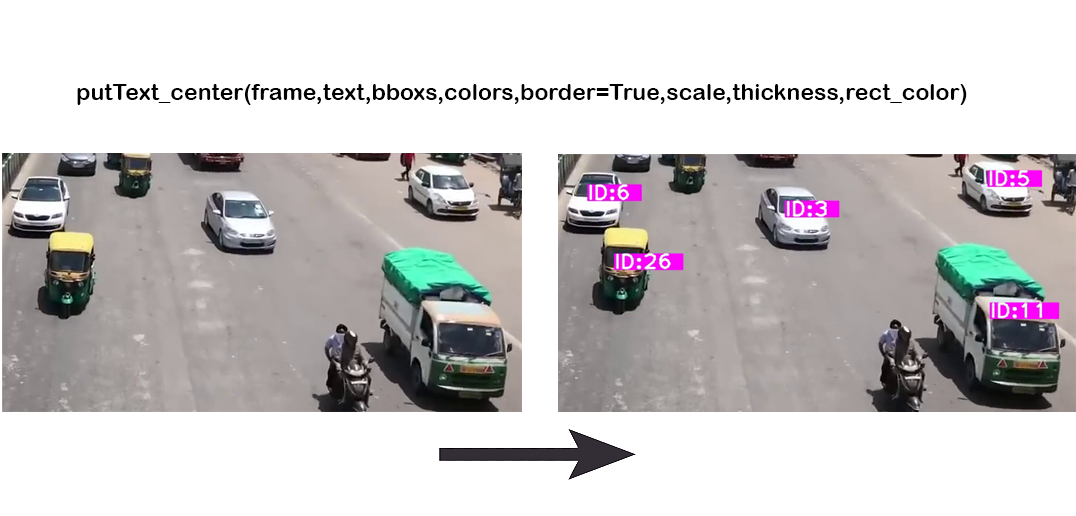 putText_center(frame,text,bboxs,colors,border=True,scale,thickness,rect_color)
ID:6
ID:5
ID:3
ID:26
ID:11